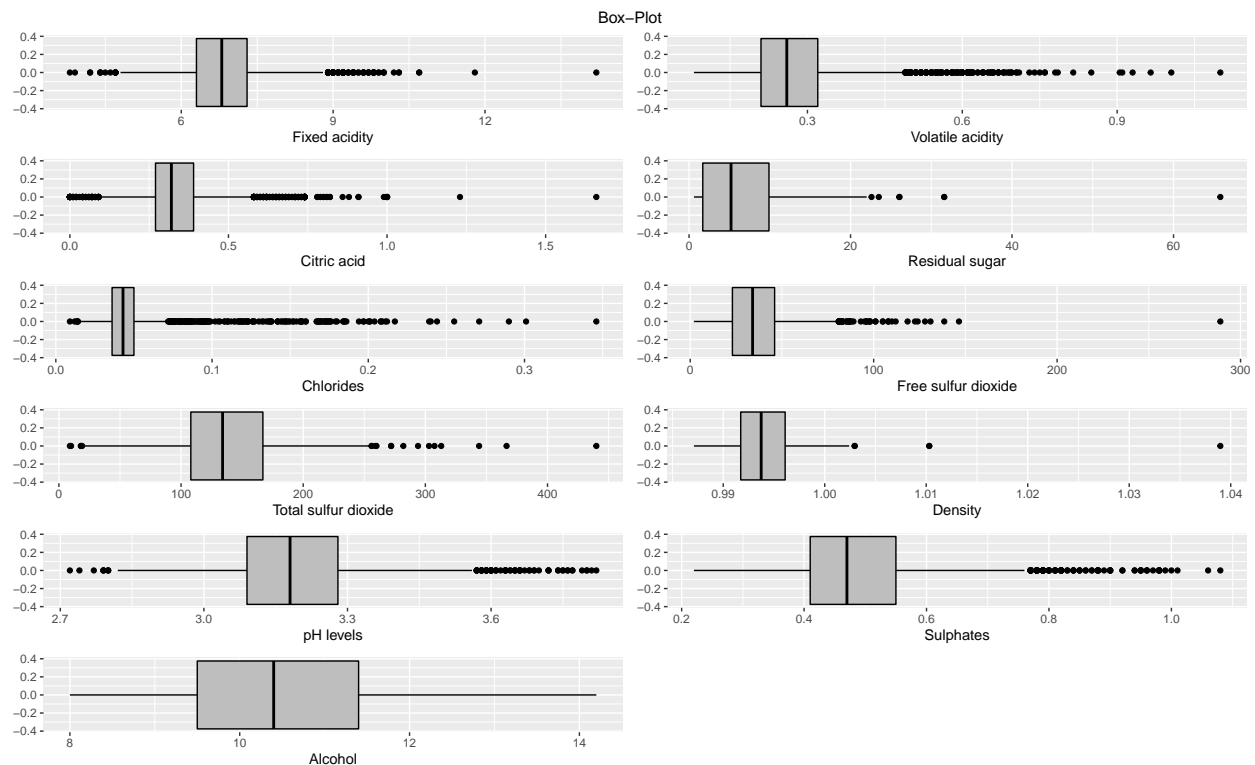 Box−Plot
0.4
0.2
0.0
−0.2
−0.4
6 9 12
Fixed acidity
0.4
0.2
0.0
−0.2
−0.4
0.3 0.6 0.9
Volatile acidity
0.4
0.2
0.0
−0.2
−0.4
0.0 0.5 1.0 1.5
Citric acid
0.4
0.2
0.0
−0.2
−0.4
0 20 40 60
Residual sugar
0.4
0.2
0.0
−0.2
−0.4
0.0 0.1 0.2 0.3
Chlorides
0.4
0.2
0.0
−0.2
−0.4
0 100 200 300
Free sulfur dioxide
0.4
0.2
0.0
−0.2
−0.4
0 100 200 300 400
Total sulfur dioxide
0.4
0.2
0.0
−0.2
−0.4
0.99 1.00 1.01 1.02 1.03 1.04
Density
0.4
0.2
0.0
−0.2
−0.4
2.7 3.0 3.3 3.6
pH levels
0.4
0.2
0.0
−0.2
−0.4
0.2 0.4 0.6 0.8 1.0
Sulphates
0.4
0.2
0.0
−0.2
−0.4
8 10 12 14
Alcohol